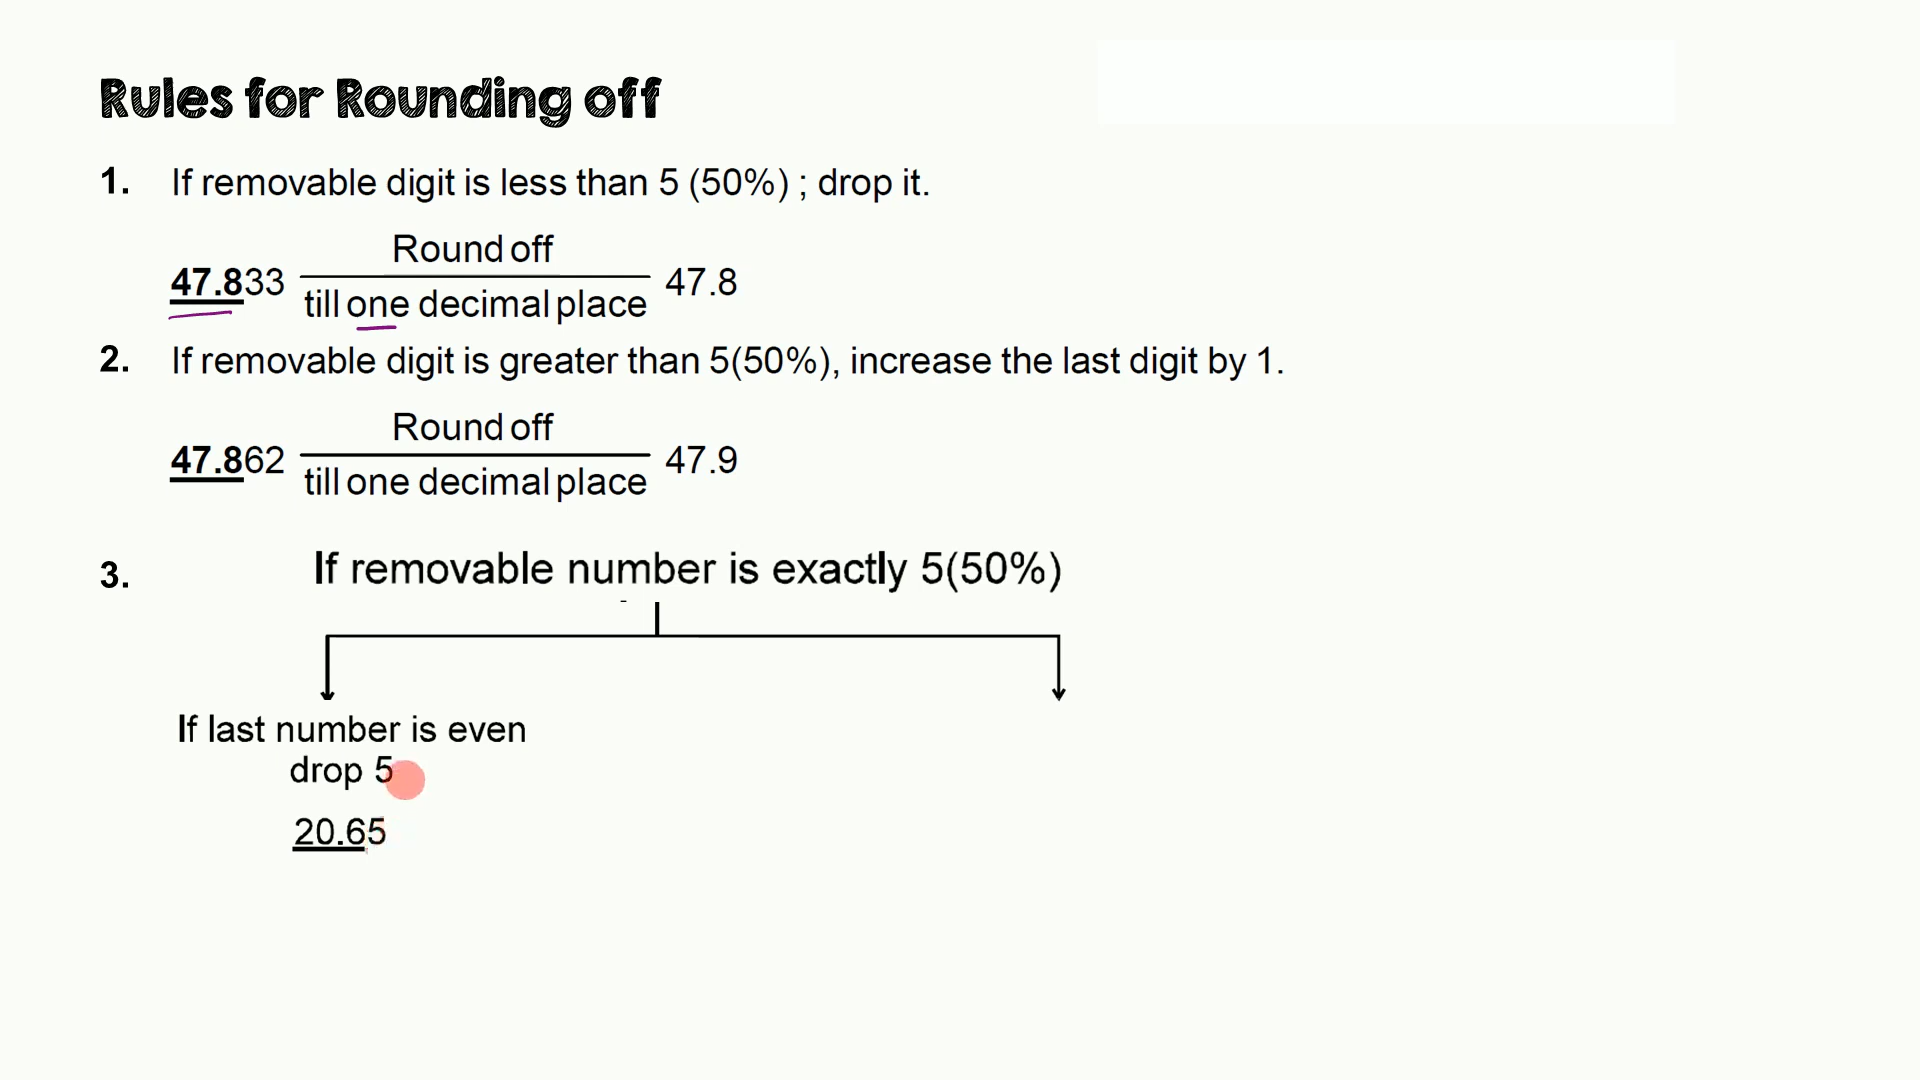 Rules for Rounding off
1. If removable digit is less than 5 (50%) ; drop it.
Round off
47.833 47.8
till one decimal place
2. If removable digit is greater than 5(50%), increase the last digit by 1.
Round off
47.862 47.9
till one decimal place
3. If removable number is exactly 5(50%)
If last number is even
drop 5
20.65